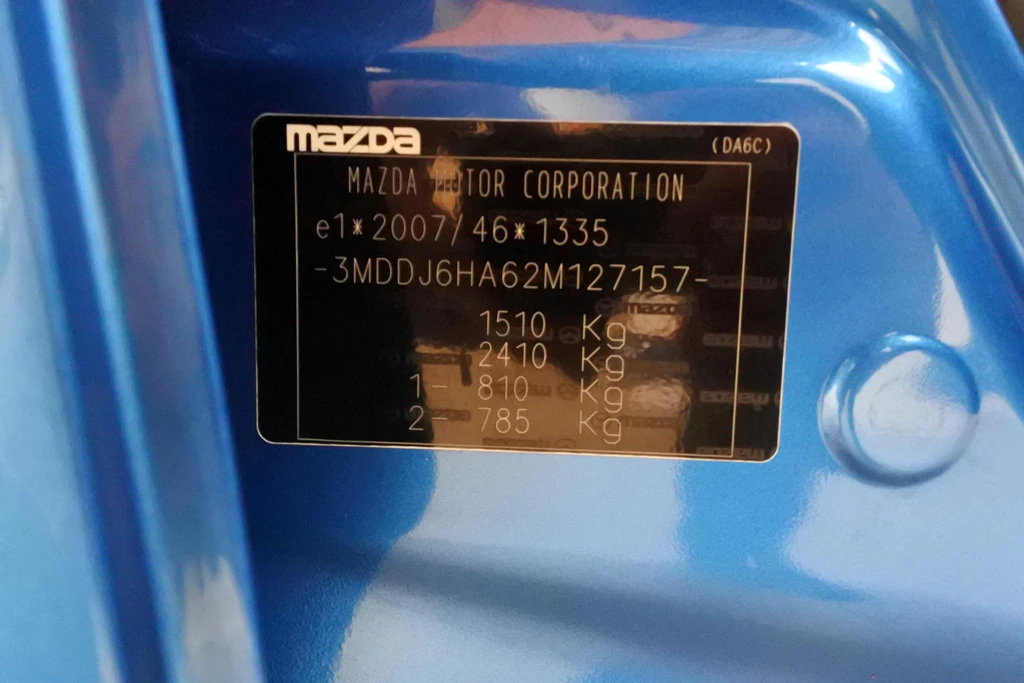 mazda (DA6C)
MAZDA MOTOR CORPORATION
e1*2007/46*1335
-3MDDJ6HA62M127157-
1510 Kg
2410 Kg
1- 810 Kg
2- 785 Kg